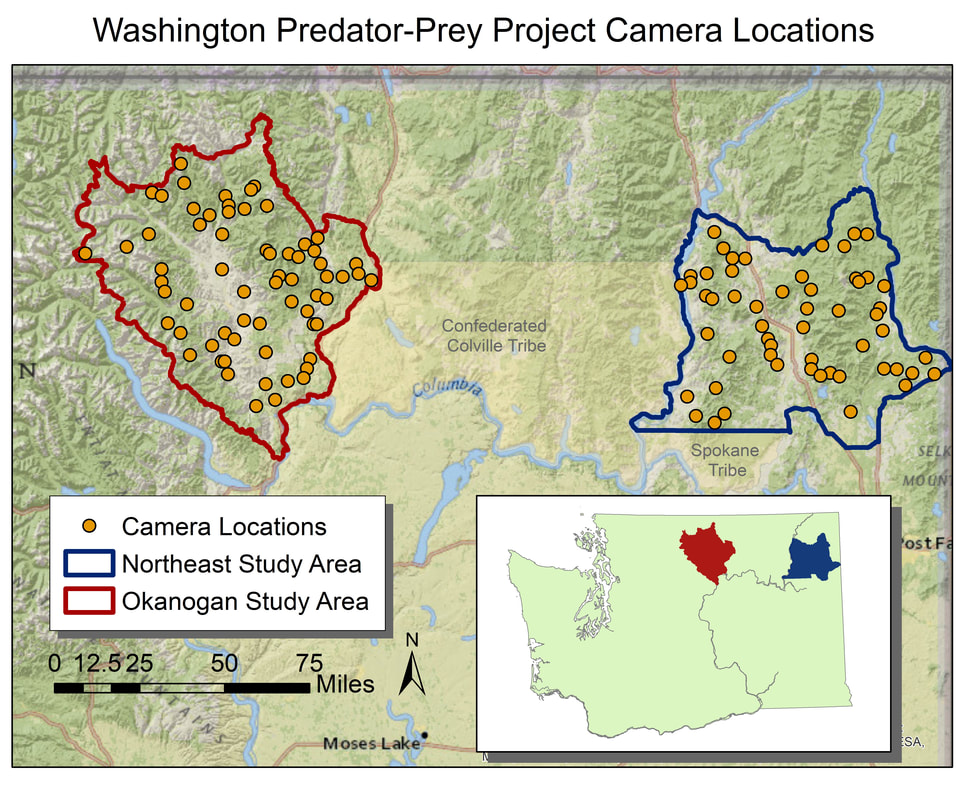 Washington Predator-Prey Project Camera Locations
Confederated
Colville Tribe
Columbia
N
Spokane
Tribe
SELK
MOUN
Camera Locations
Northeast Study Area
Okanogan Study Area
Post Fa
0 12.5 25 50 75
Miles
N
Moses Lake
ESA,